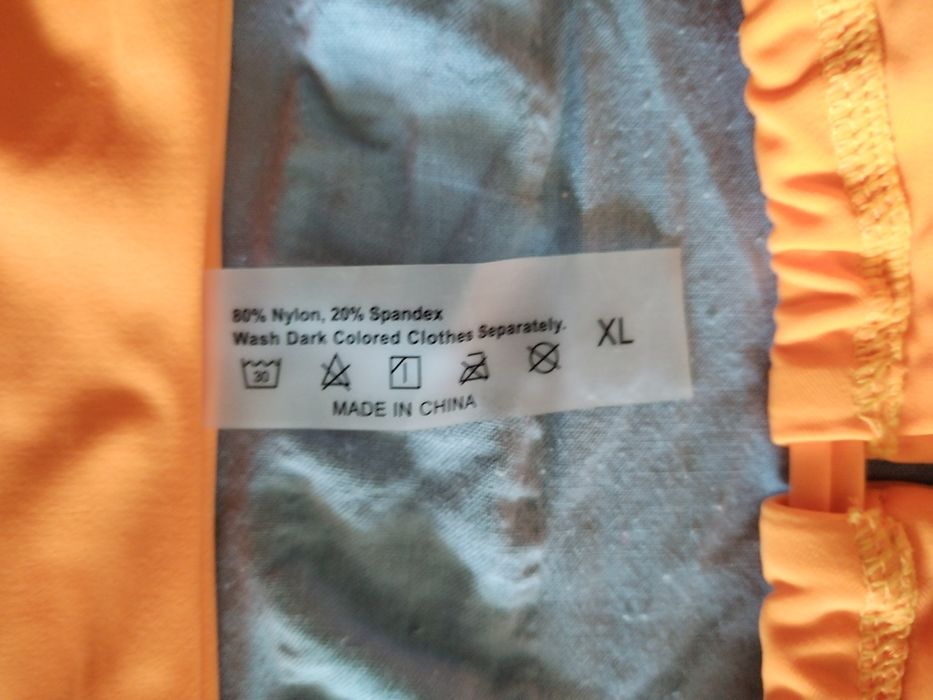 80% Nylon, 20% Spandex
Wash Dark Colored Clothes Separately.
XL
30
MADE IN CHINA